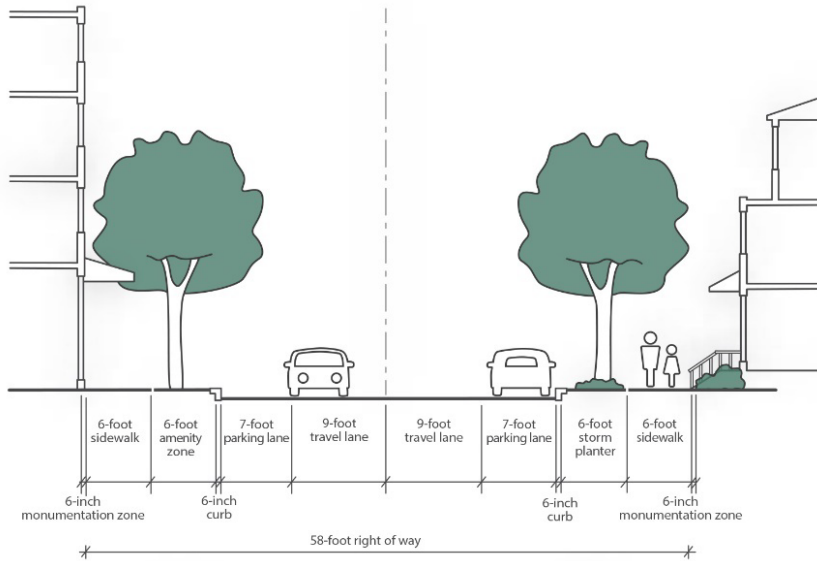 6-foot
sidewalk
6-foot
amenity
zone
7-foot
parking lane
9-foot
travel lane
9-foot
travel lane
7-foot
parking lane
6-foot
storm
planter
6-foot
sidewalk
6-inch
monumentation zone
6-inch
curb
6-inch
curb
6-inch
monumentation zone
58-foot right of way